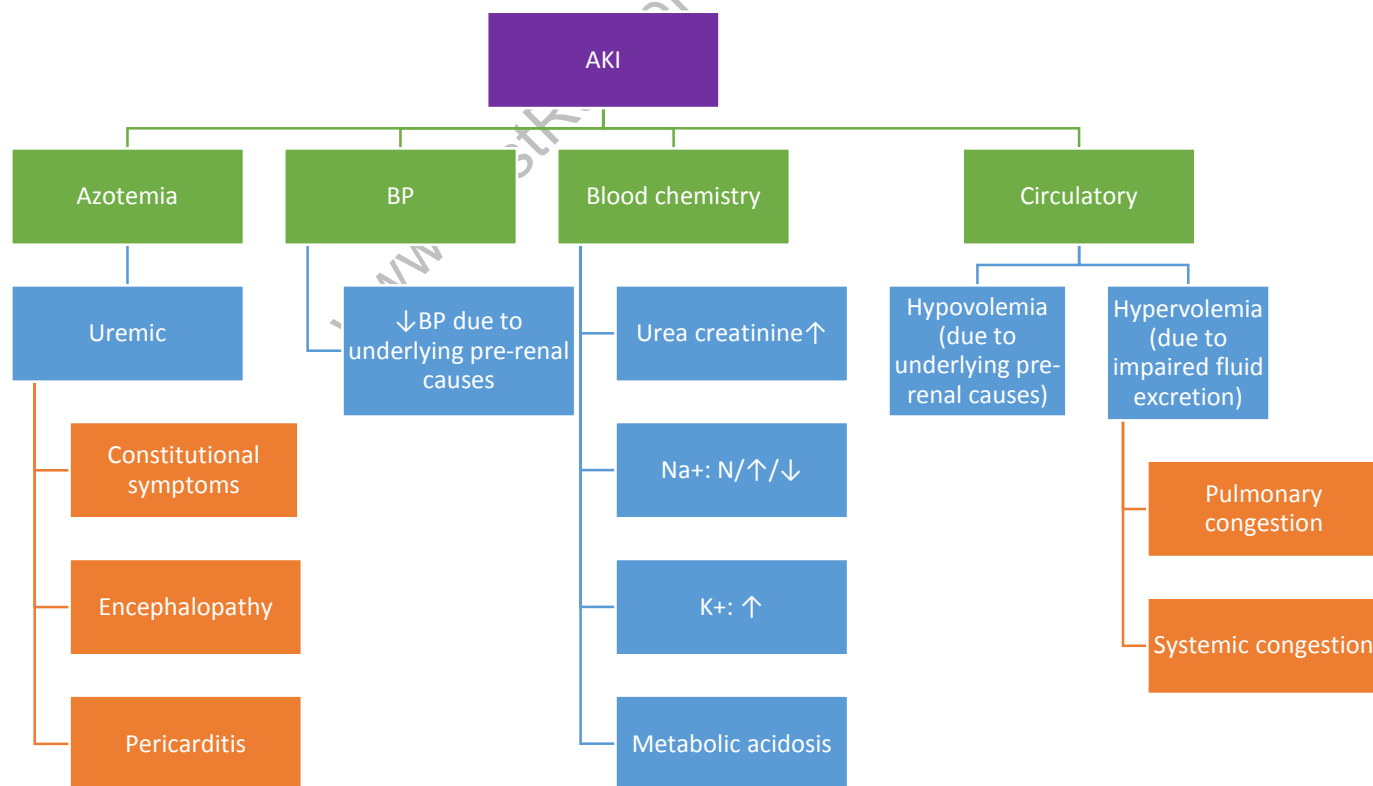 AKI
Azotemia
BP
Blood chemistry
Circulatory
Uremic
↓BP due to
underlying pre-renal
causes
Urea creatinine↑
Hypovolemia
(due to
underlying pre-
renal causes)
Hypervolemia
(due to
impaired fluid
excretion)
Constitutional
symptoms
Na+: N/↑/↓
Pulmonary
congestion
Encephalopathy
K+: ↑
Systemic congestion
Pericarditis
Metabolic acidosis